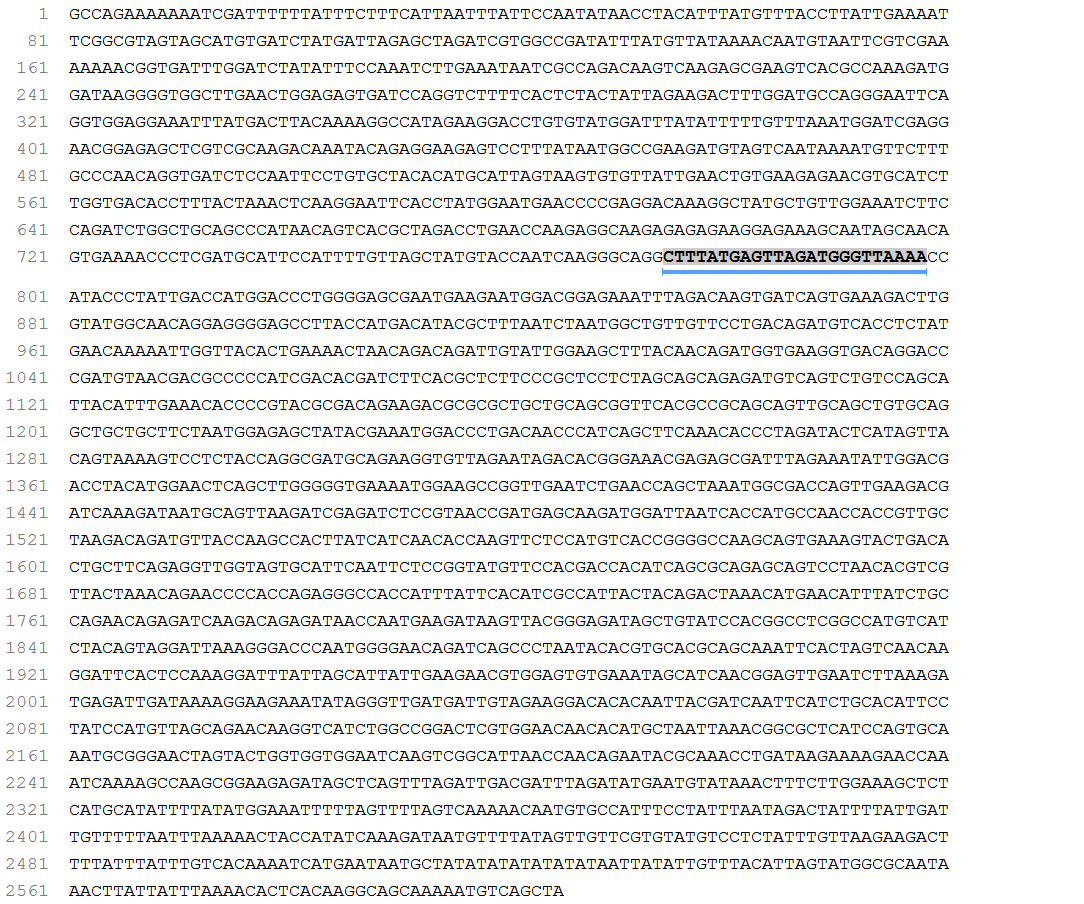 1 GCCAGAAAAAAATCGATTTTTTATTTCTTTCATTAATTTATTCCAATATAACCTACATTTATGTTTACCTTATTGAAAAT
81 TCGGCGTAGTAGCATGTGATCTATGATTAGAGCTAGATCGTGGCCGATATTTATGTTATAAAACAATGTAATTCGTCGAA
161 AAAAACGGTGATTTGGATCTATATTTCCAAATCTTGAAATAATCGCCAGACAAGTCAAGAGCGAAGTCACGCCAAAGATG
241 GATAAGGGGTGGCTTGAACTGGAGAGTGATCCAGGTCTTTTCACTCTACTATTAGAAGACTTTGGATGCCAGGGAATTCA
321 GGTGGAGGAAATTTATGACTTACAAAAGGCCATAGAAGGACCTGTGTATGGATTTATATTTTTGTTTAAATGGATCGAGG
401 AACGGAGAGCTCGTCGCAAGACAAATACAGAGGAAGAGTCCTTTATAATGGCCGAAGATGTAGTCAATAAAATGTTCTTT
481 GCCCAACAGGTGATCTCCAATTCCTGTGCTACACATGCATTAGTAAGTGTGTTATTGAACTGTGAAGAGAACGTGCATCT
561 TGGTGACACCTTTACTAAACTCAAGGAATTCACCTATGGAATGAACCCCGAGGACAAAGGCTATGCTGTTGGAAATCTTC
641 CAGATCTGGCTGCAGCCCATAACAGTCACGCTAGACCTGAACCAAGAGGCAAGAGAGAGAAGGAGAAAGCAATAGCAACA
721 GTGAAAACCCTCGATGCATTCCATTTTGTTAGCTATGTACCAATCAAGGGCAGGCTTTATGAGTTAGATGGGTTAAAACC
801 ATACCCTATTGACCATGGACCCTGGGGAGCGAATGAAGAATGGACGGAGAAATTTAGACAAGTGATCAGTGAAAGACTTG
881 GTATGGCAACAGGAGGGGAGCCTTACCATGACATACGCTTTAATCTAATGGCTGTTGTTCCTGACAGATGTCACCTCTAT
961 GAACAAAAATTGGTTACACTGAAAACTAACAGACAGATTGTATTGGAAGCTTTACAACAGATGGTGAAGGTGACAGGACC
1041 CGATGTAACGACGCCCCCATCGACACGATCTTCACGCTCTTCCCGCTCCTCTAGCAGCAGAGATGTCAGTCTGTCCAGCA
1121 TTACATTTGAAACACCCCGTACGCGACAGAAGACGCGCGCTGCTGCAGCGGTTCACGCCGCAGCAGTTGCAGCTGTGCAG
1201 GCTGCTGCTTCTAATGGAGAGCTATACGAAATGGACCCTGACAACCCATCAGCTTCAAACACCCTAGATACTCATAGTTA
1281 CAGTAAAAGTCCTCTACCAGGCGATGCAGAAGGTGTTAGAATAGACACGGGAAACGAGAGCGATTTAGAAATATTGGACG
1361 ACCTACATGGAACTCAGCTTGGGGGTGAAAATGGAAGCCGGTTGAATCTGAACCAGCTAAATGGCGACCAGTTGAAGACG
1441 ATCAAAGATAATGCAGTTAAGATCGAGATCTCCGTAACCGATGAGCAAGATGGATTAATCACCATGCCAACCACCGTTGC
1521 TAAGACAGATGTTACCAAGCCACTTATCATCAACACCAAGTTCTCCATGTCACCGGGGCCAAGCAGTGAAAGTACTGACA
1601 CTGCTTCAGAGGTTGGTAGTGCATTCAATTCTCCGGTATGTTCCACGACCACATCAGCGCAGAGCAGTCCTAACACGTCG
1681 TTACTAAACAGAACCCCACCAGAGGGCCACCATTTATTCACATCGCCATTACTACAGACTAAACATGAACATTTATCTGC
1761 CAGAACAGAGATCAAGACAGAGATAACCAATGAAGATAAGTTACGGGAGATAGCTGTATCCACGGCCTCGGCCATGTCAT
1841 CTACAGTAGGATTAAAGGGACCCAATGGGGAACAGATCAGCCCTAATACACGTGCACGCAGCAAATTCACTAGTCAACAA
1921 GGATTCACTCCAAAGGATTTATTAGCATTATTGAAGAACGTGGAGTGTGAAATAGCATCAACGGAGTTGAATCTTAAAGA
2001 TGAGATTGATAAAAGGAAGAAATATAGGGTTGATGATTGTAGAAGGACACACAATTACGATCAATTCATCTGCACATTCC
2081 TATCCATGTTAGCAGAACAAGGTCATCTGGCCGGACTCGTGGAACAACACATGCTAATTAAACGGCGCTCATCCAGTGCA
2161 AATGCGGGAACTAGTACTGGTGGTGGAATCAAGTCGGCATTAACCAACAGAATACGCAAACCTGATAAGAAAAGAACCAA
2241 ATCAAAAGCCAAGCGGAAGAGATAGCTCAGTTTAGATTGACGATTTAGATATGAATGTATAAACTTTCTTGGAAAGCTCT
2321 CATGCATATTTTATATGGAAATTTTTAGTTTTAGTCAAAAACAATGTGCCATTTCCTATTTAATAGACTATTTTATTGAT
2401 TGTTTTTAATTTAAAAACTACCATATCAAAGATAATGTTTTATAGTTGTTCGTGTATGTCCTCTATTTGTTAAGAAGACT
2481 TTTATTTATTTGTCACAAAATCATGAATAATGCTATATATATATATATAATTATATTGTTTACATTAGTATGGCGCAATA
2561 AACTTATTATTTAAAACACTCACAAGGCAGCAAAAATGTCAGCTA